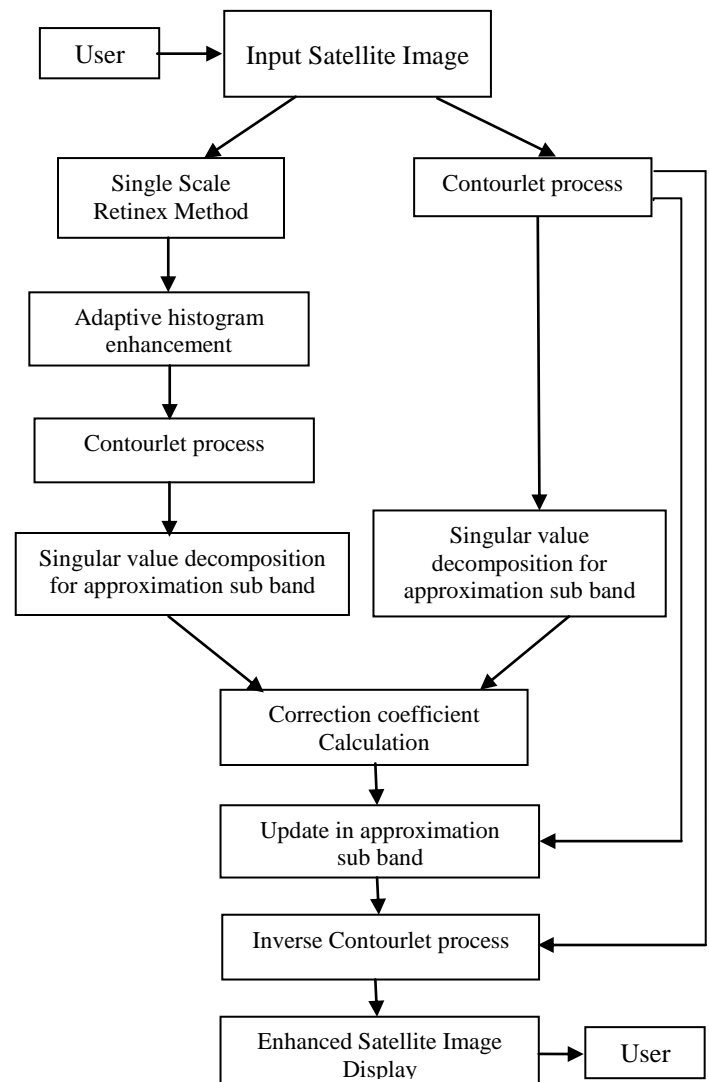 User
Input Satellite Image
Single Scale
Retinex Method
Contourlet process
Adaptive histogram
enhancement
Contourlet process
Singular value decomposition
for approximation sub band
Singular value
decomposition for
approximation sub band
Correction coefficient
Calculation
Update in approximation
sub band
Inverse Contourlet process
Enhanced Satellite Image
Display
User